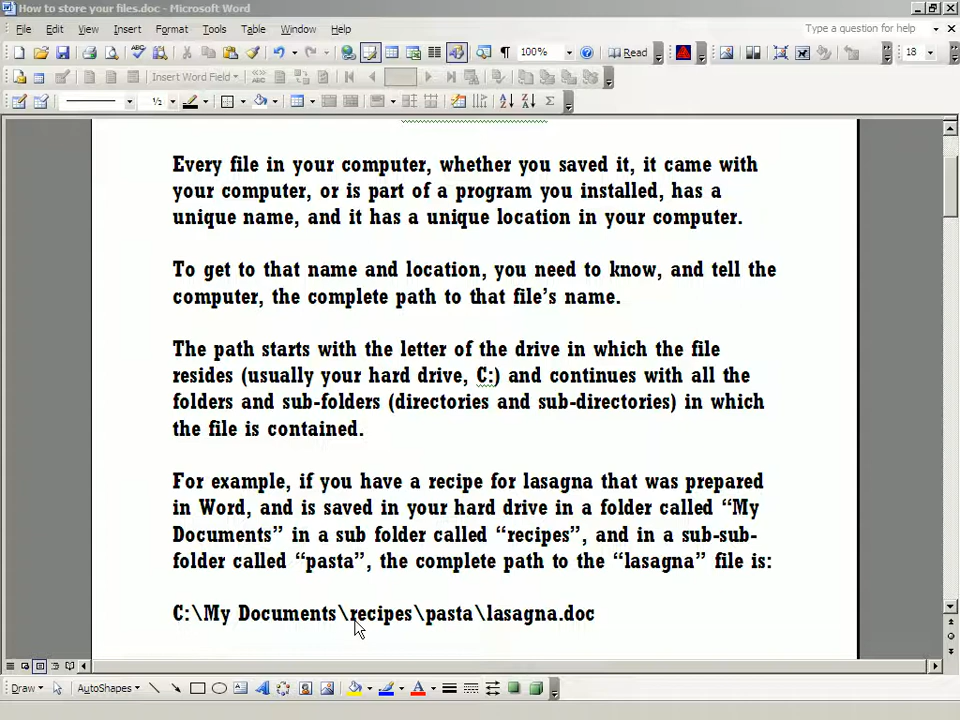 How to store your files.doc - Microsoft Word
File Edit View Insert Format Tools Table Window Help Type a question for help
100% Read 18
Insert Word Field
½
Every file in your computer, whether you saved it, it came with
your computer, or is part of a program you installed, has a
unique name, and it has a unique location in your computer.
To get to that name and location, you need to know, and tell the
computer, the complete path to that file’s name.
The path starts with the letter of the drive in which the file
resides (usually your hard drive, C:) and continues with all the
folders and sub-folders (directories and sub-directories) in which
the file is contained.
For example, if you have a recipe for lasagna that was prepared
in Word, and is saved in your hard drive in a folder called “My
Documents” in a sub folder called “recipes”, and in a sub-sub-
folder called “pasta”, the complete path to the “lasagna” file is:
C:\My Documents\recipes\pasta\lasagna.doc
Draw AutoShapes